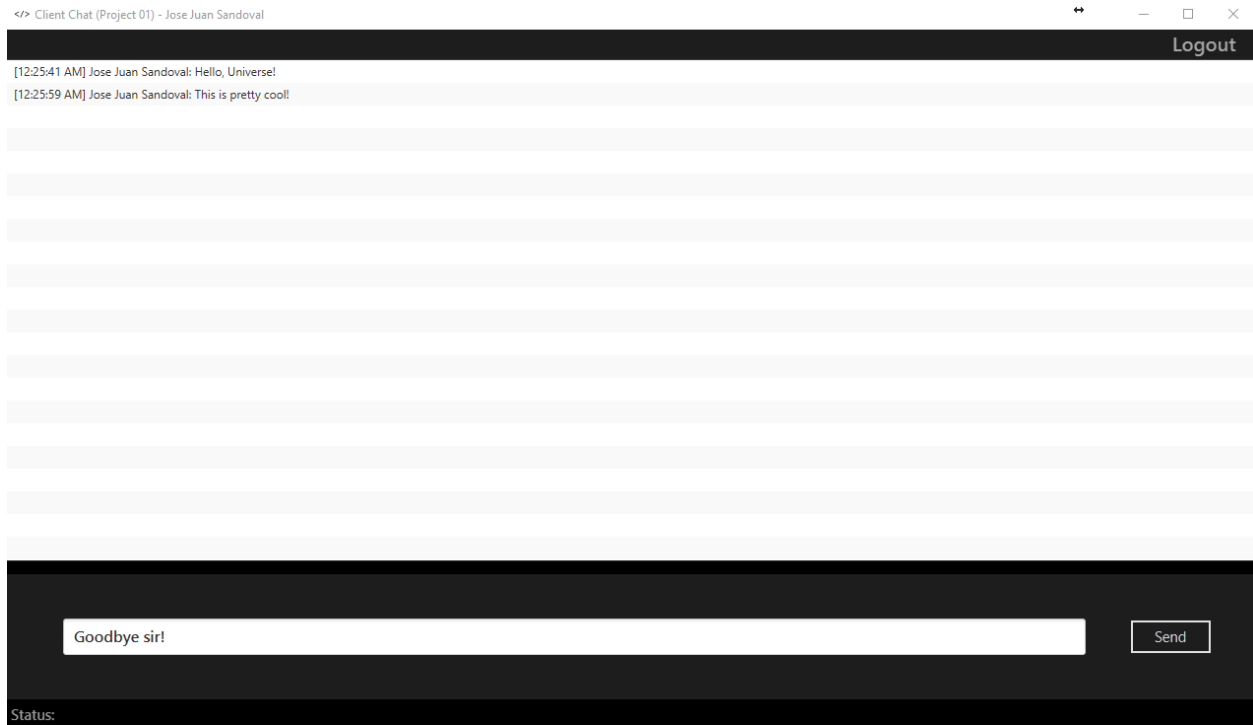 </> Client Chat (Project 01) - Jose Juan Sandoval
Logout
[12:25:41 AM] Jose Juan Sandoval: Hello, Universe!
[12:25:59 AM] Jose Juan Sandoval: This is pretty cool!
Goodbye sir!
Send
Status: